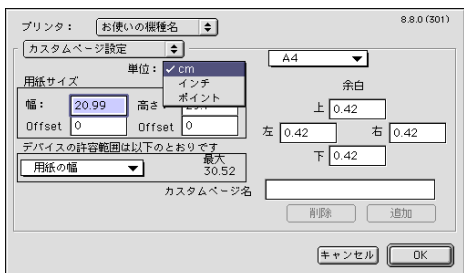 プリンタ： お使いの機種名 8.8.0 (301)
カスタムページ設定 A4
単位： ✓cm
インチ
ポイント
用紙サイズ 余白
幅： 20.99 高さ
上 0.42
Offset 0 Offset 0
左 0.42 右 0.42
デバイスの許容範囲は以下のとおりです
下 0.42
用紙の幅 最大
30.52
カスタムページ名
削除 追加
キャンセル OK